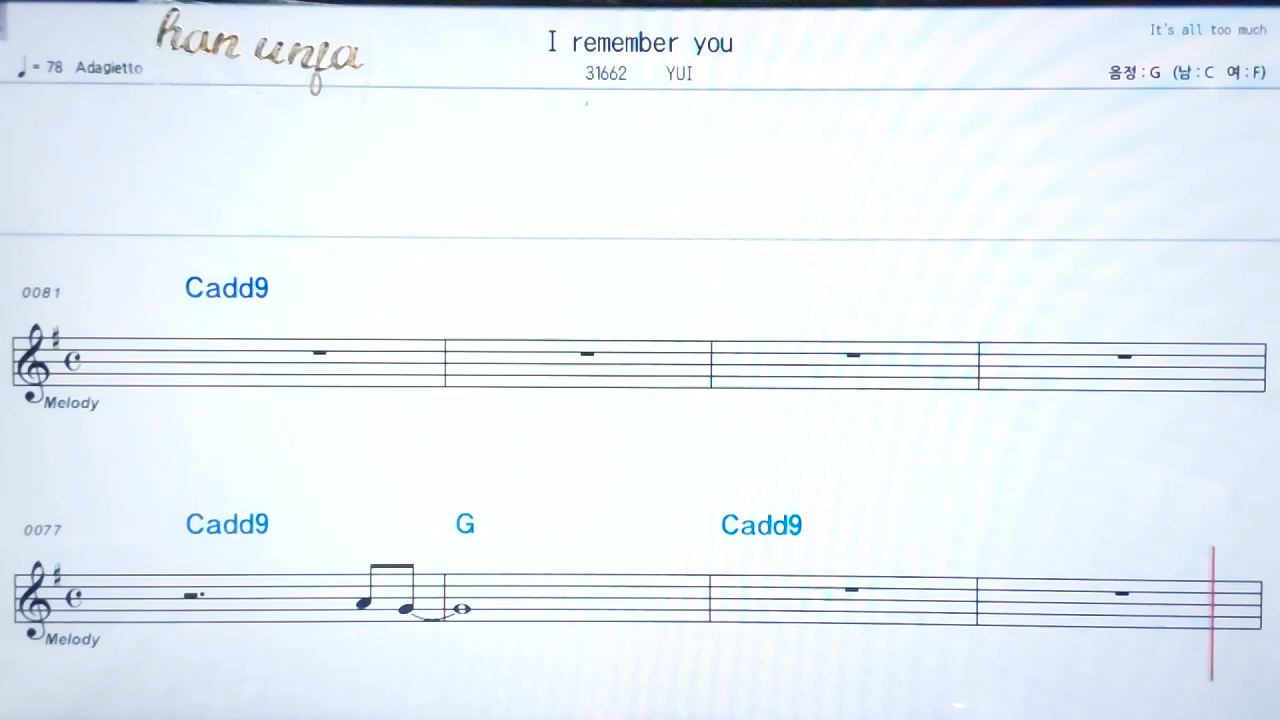 han unfa
I remember you
It's all too much
♩= 78 Adagietto
31662 YUI
음정 : G (남 : C 여 : F)
0081
Cadd9
Melody
0077
Cadd9 G Cadd9
Melody